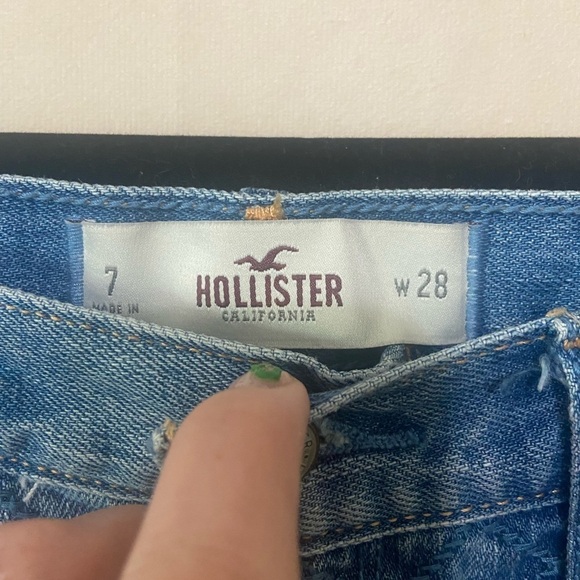 7
MADE IN
HOLLISTER
CALIFORNIA
W 28